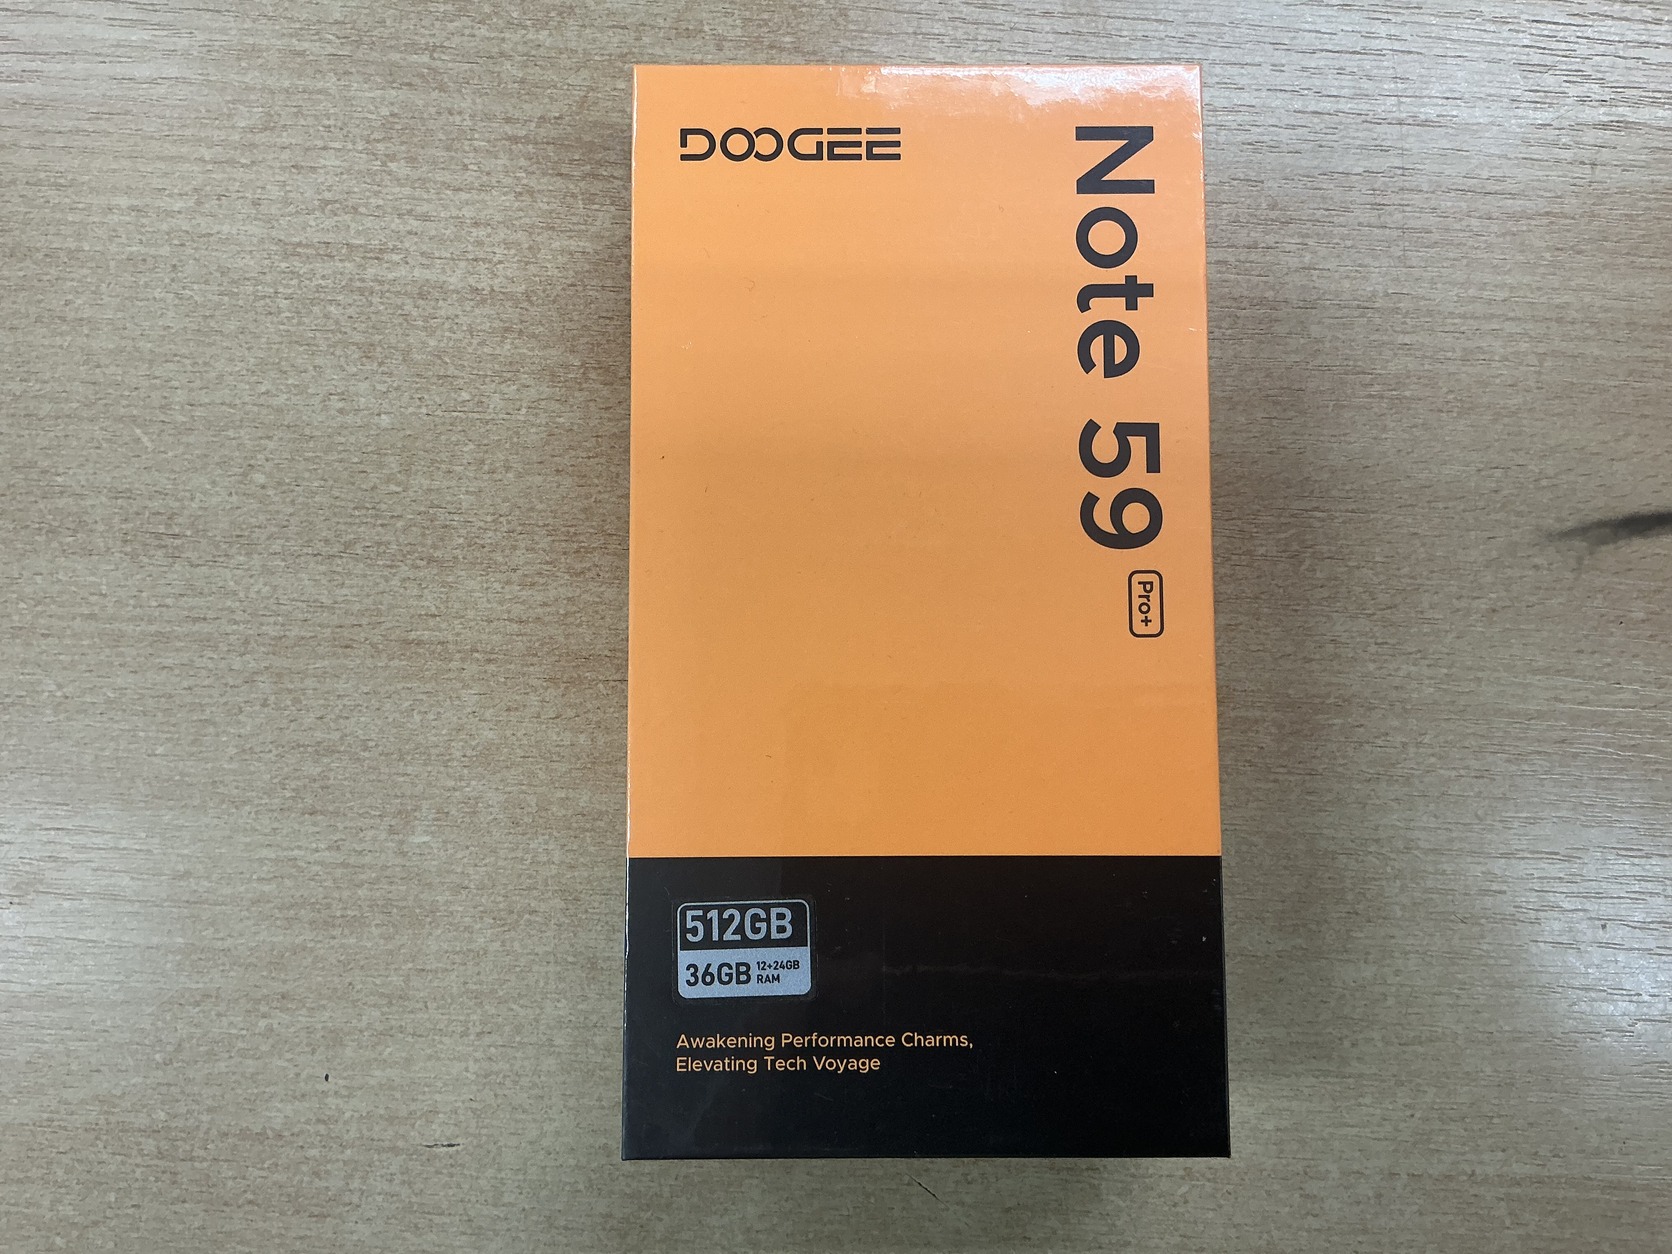 DOOGEE
Note 59 Pro+
512GB
36GB 12+24GB
RAM
Awakening Performance Charms,
Elevating Tech Voyage